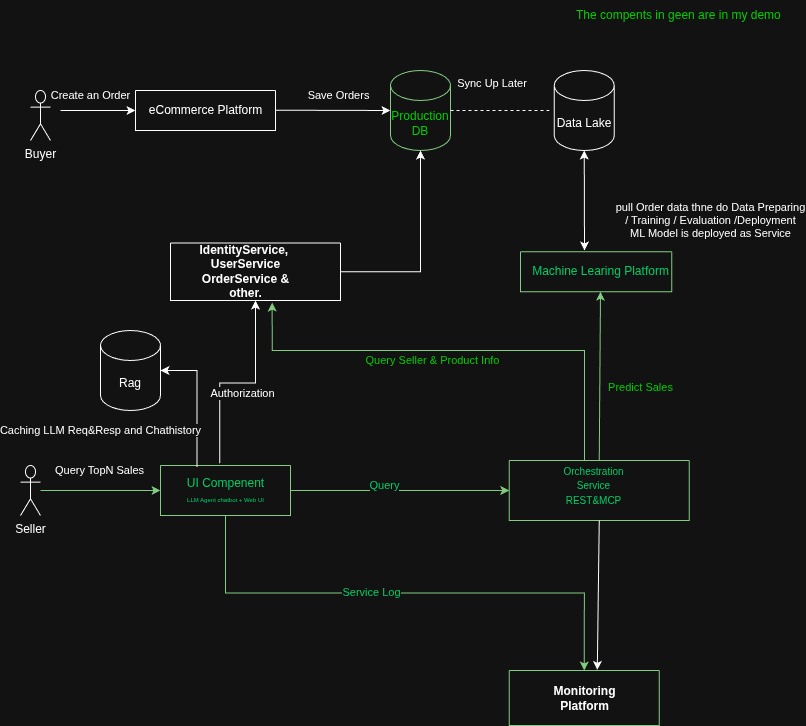 The compents in geen are in my demo
Create an Order
eCommerce Platform
Save Orders
Sync Up Later
Production
DB
Data Lake
Buyer
pull Order data thne do Data Preparing
/ Training / Evaluation /Deployment
ML Model is deployed as Service
IdentityService,
UserService
OrderService &
other.
Machine Learing Platform
Query Seller & Product Info
Rag
Authorization
Predict Sales
Caching LLM Req&Resp and Chathistory
Query TopN Sales
UI Compenent
LLM Agent chatbot + Web UI
Query
Orchestration
Service
REST&MCP
Seller
Service Log
Monitoring
Platform